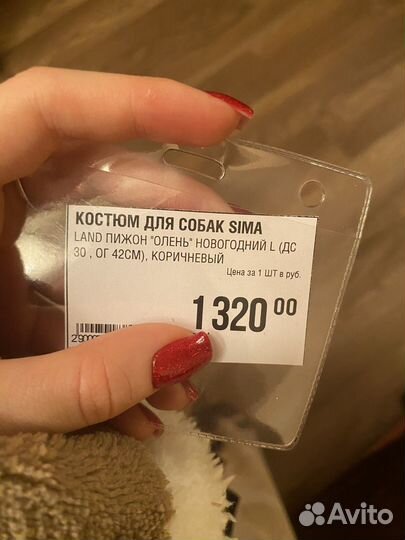 КОСТЮМ ДЛЯ СОБАК SIMA
LAND ПИЖОН "ОЛЕНЬ" НОВОГОДНИЙ L (ДС
30 , ОГ 42СМ), КОРИЧНЕВЫЙ
Цена за 1 ШТ в руб.
1320 00
Avito